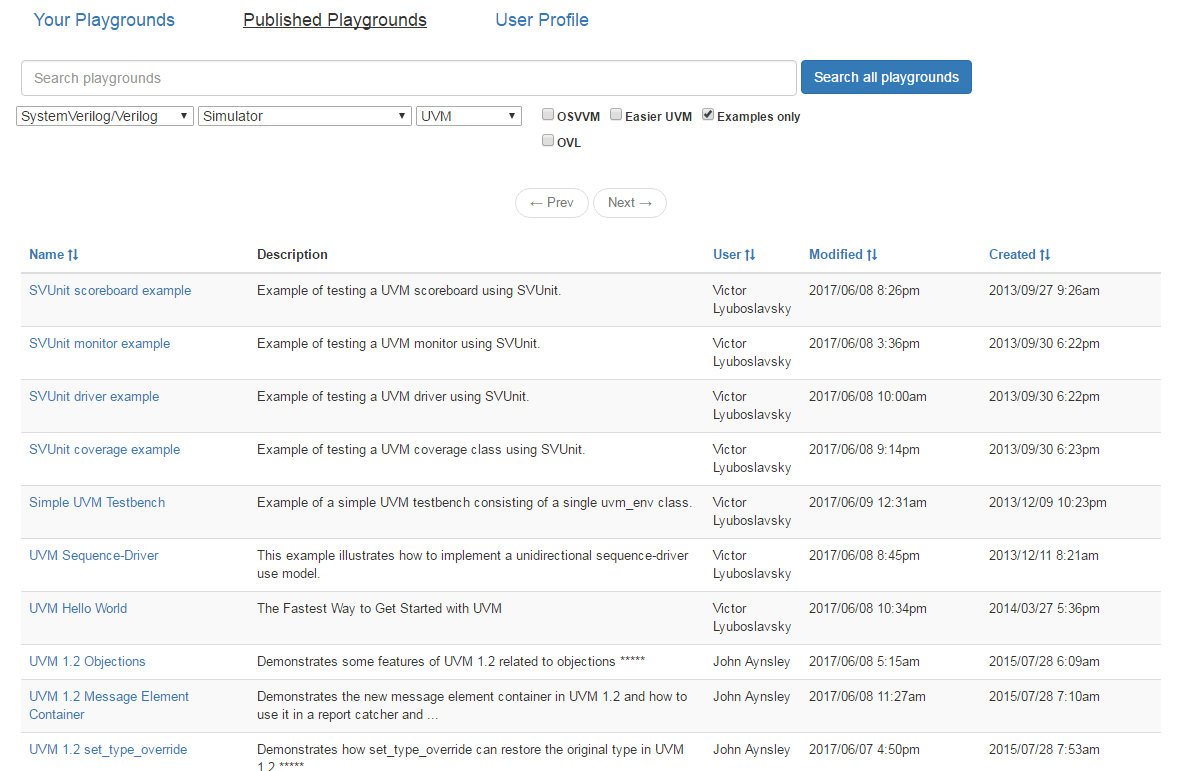 Your Playgrounds Published Playgrounds User Profile
Search playgrounds Search all playgrounds
SystemVerilog/Verilog Simulator UVM OSVVM Easier UVM Examples only
OVL
← Prev Next →
Name Description User Modified Created
SVUnit scoreboard example Example of testing a UVM scoreboard using SVUnit. Victor 2017/06/08 8:26pm 2013/09/27 9:26am
Lyuboslavsky
SVUnit monitor example Example of testing a UVM monitor using SVUnit. Victor 2017/06/08 3:36pm 2013/09/30 6:22pm
Lyuboslavsky
SVUnit driver example Example of testing a UVM driver using SVUnit. Victor 2017/06/08 10:00am 2013/09/30 6:22pm
Lyuboslavsky
SVUnit coverage example Example of testing a UVM coverage class using SVUnit. Victor 2017/06/08 9:14pm 2013/09/30 6:23pm
Lyuboslavsky
Simple UVM Testbench Example of a simple UVM testbench consisting of a single uvm_env class. Victor 2017/06/09 12:31am 2013/12/09 10:23pm
Lyuboslavsky
UVM Sequence-Driver This example illustrates how to implement a unidirectional sequence-driver Victor 2017/06/08 8:45pm 2013/12/11 8:21am
use model. Lyuboslavsky
UVM Hello World The Fastest Way to Get Started with UVM Victor 2017/06/08 10:34pm 2014/03/27 5:36pm
Lyuboslavsky
UVM 1.2 Objections Demonstrates some features of UVM 1.2 related to objections ***** John Aynsley 2017/06/08 5:15am 2015/07/28 6:09am
UVM 1.2 Message Element Demonstrates the new message element container in UVM 1.2 and how to John Aynsley 2017/06/08 11:27am 2015/07/28 7:10am
Container use it in a report catcher and ...
UVM 1.2 set_type_override Demonstrates how set_type_override can restore the original type in UVM John Aynsley 2017/06/07 4:50pm 2015/07/28 7:53am
1.2 *****